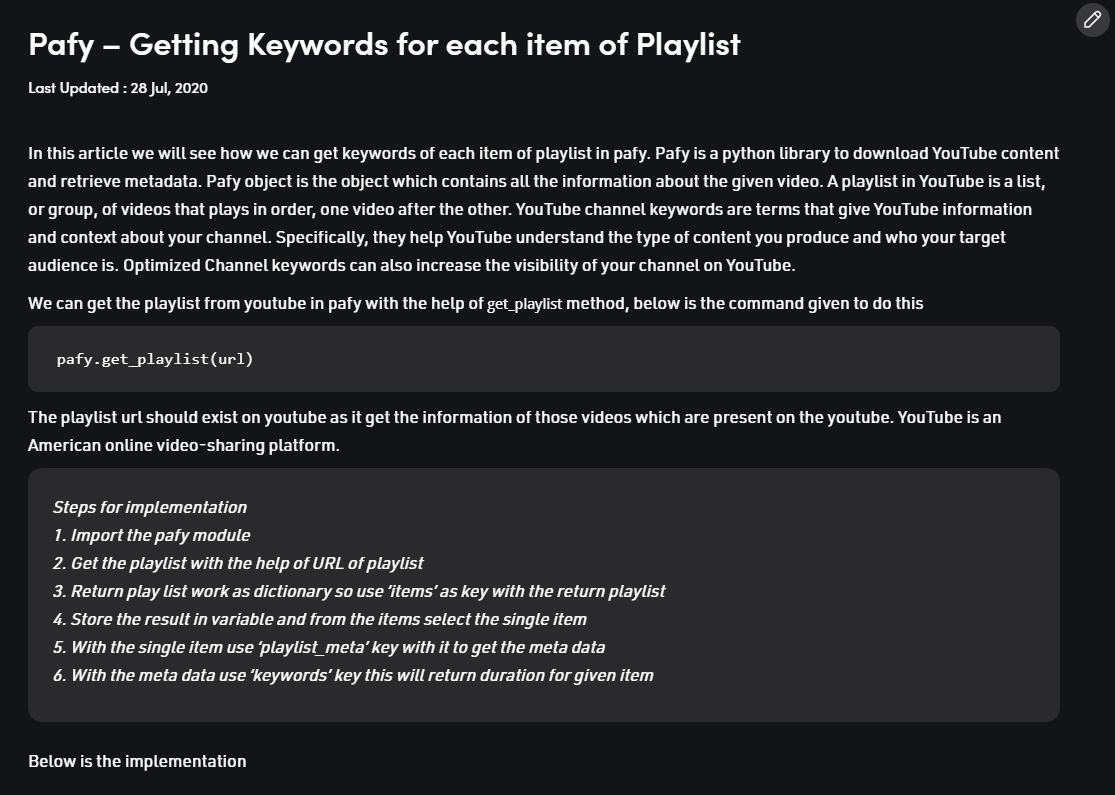 Pafy – Getting Keywords for each item of Playlist
Last Updated : 28 Jul, 2020
In this article we will see how we can get keywords of each item of playlist in pafy. Pafy is a python library to download YouTube content
and retrieve metadata. Pafy object is the object which contains all the information about the given video. A playlist in YouTube is a list,
or group, of videos that plays in order, one video after the other. YouTube channel keywords are terms that give YouTube information
and context about your channel. Specifically, they help YouTube understand the type of content you produce and who your target
audience is. Optimized Channel keywords can also increase the visibility of your channel on YouTube.
We can get the playlist from youtube in pafy with the help of get_playlist method, below is the command given to do this
pafy.get_playlist(url)
The playlist url should exist on youtube as it get the information of those videos which are present on the youtube. YouTube is an
American online video-sharing platform.
Steps for implementation
1. Import the pafy module
2. Get the playlist with the help of URL of playlist
3. Return play list work as dictionary so use ‘items’ as key with the return playlist
4. Store the result in variable and from the items select the single item
5. With the single item use ‘playlist_meta’ key with it to get the meta data
6. With the meta data use ‘keywords’ key this will return duration for given item
Below is the implementation